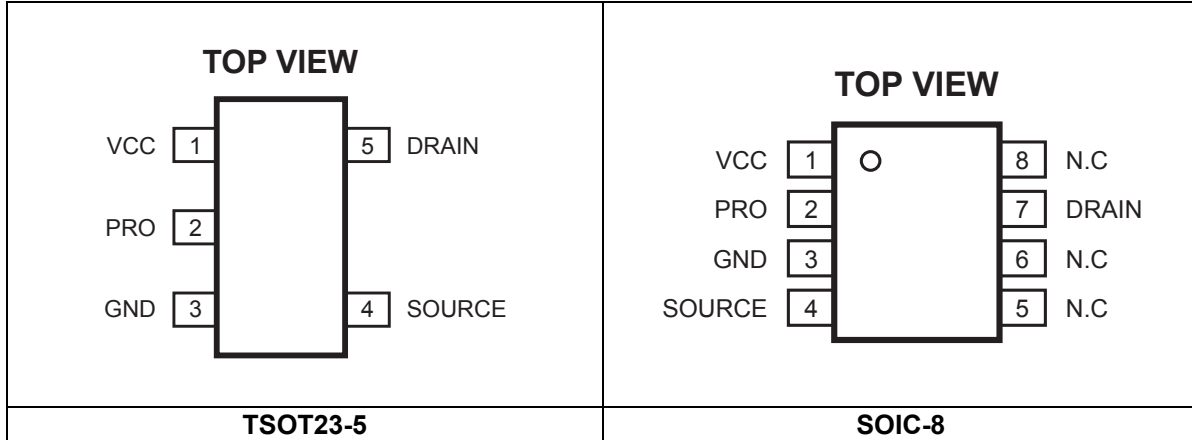 TOP VIEW
VCC 1 5 DRAIN
PRO 2
GND 3 4 SOURCE
TSOT23-5
TOP VIEW
VCC 1 8 N.C
PRO 2 7 DRAIN
GND 3 6 N.C
SOURCE 4 5 N.C
SOIC-8